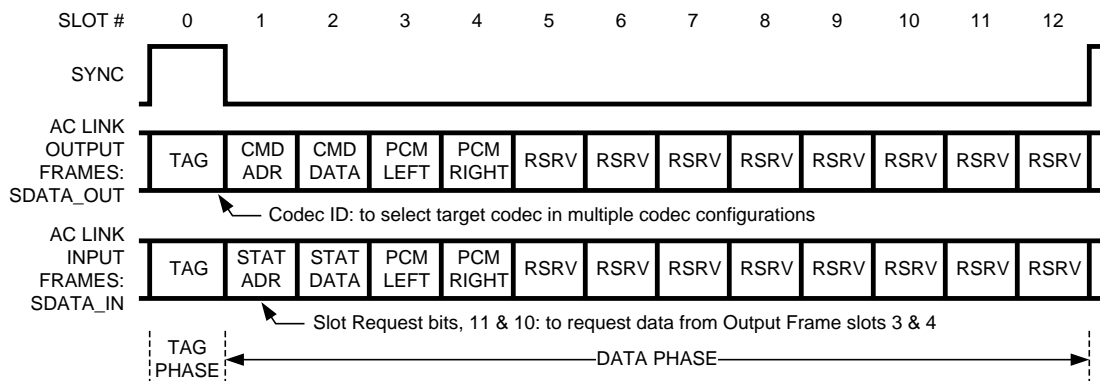 SLOT # 0 1 2 3 4 5 6 7 8 9 10 11 12
SYNC
AC LINK
OUTPUT
FRAMES:
SDATA_OUT
TAG CMD ADR CMD DATA PCM LEFT PCM RIGHT RSRV RSRV RSRV RSRV RSRV RSRV RSRV RSRV
Codec ID: to select target codec in multiple codec configurations
AC LINK
INPUT
FRAMES:
SDATA_IN
TAG STAT ADR STAT DATA PCM LEFT PCM RIGHT RSRV RSRV RSRV RSRV RSRV RSRV RSRV RSRV
Slot Request bits, 11 & 10: to request data from Output Frame slots 3 & 4
TAG
PHASE
DATA PHASE